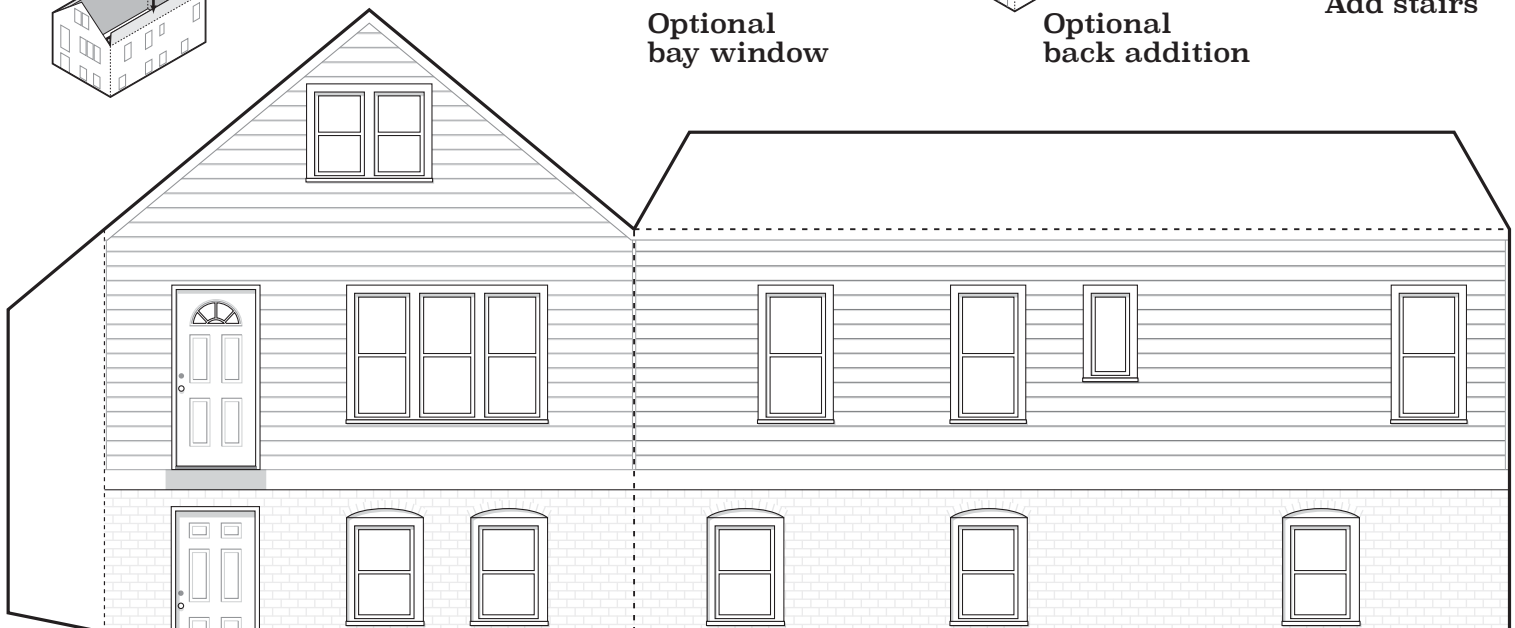 Optional
bay window
Optional
back addition
Add stairs